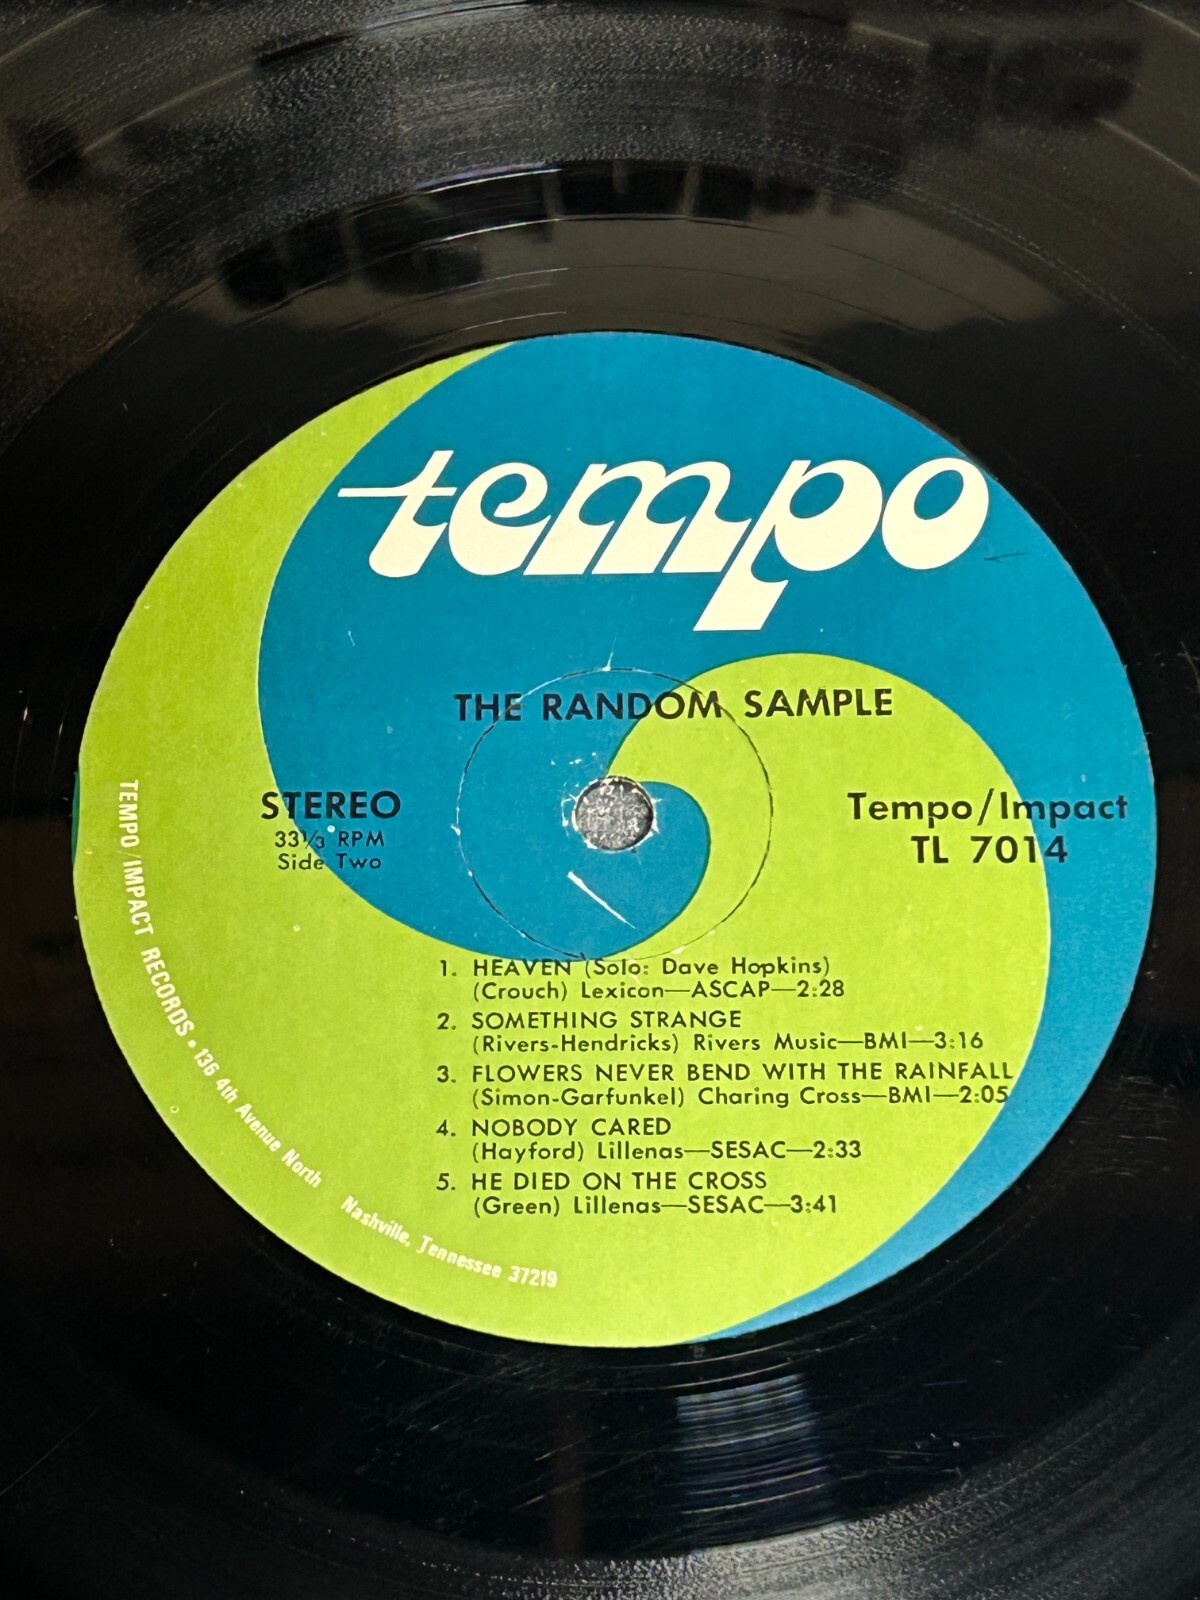 tempo
THE RANDOM SAMPLE
STEREO
33⅓ RPM
Side Two
Tempo/Impact
TL 7014
1. HEAVEN (Solo: Dave Hopkins)
(Crouch) Lexicon—ASCAP—2:28
2. SOMETHING STRANGE
(Rivers-Hendricks) Rivers Music—BMI—3:16
3. FLOWERS NEVER BEND WITH THE RAINFALL
(Simon-Garfunkel) Charing Cross—BMI—2:05
4. NOBODY CARED
(Hayford) Lillenas—SESAC—2:33
5. HE DIED ON THE CROSS
(Green) Lillenas—SESAC—3:41
TEMPO/IMPACT RECORDS • 136 4th Avenue North Nashville, Tennessee 37219